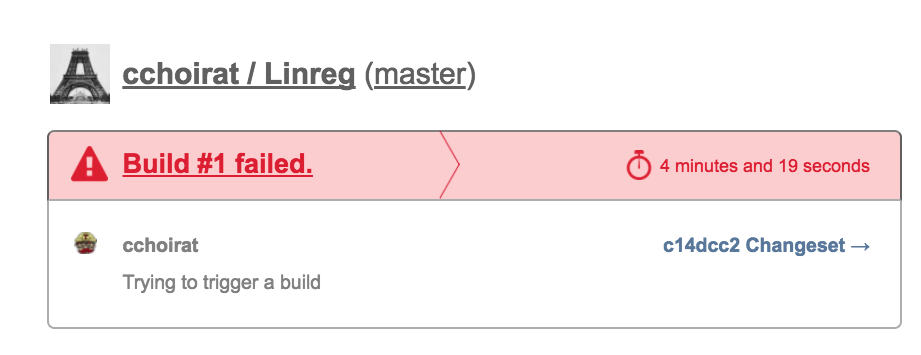 cchoirat / Linreg (master)
Build #1 failed.
4 minutes and 19 seconds
cchoirat
c14dcc2 Changeset →
Trying to trigger a build